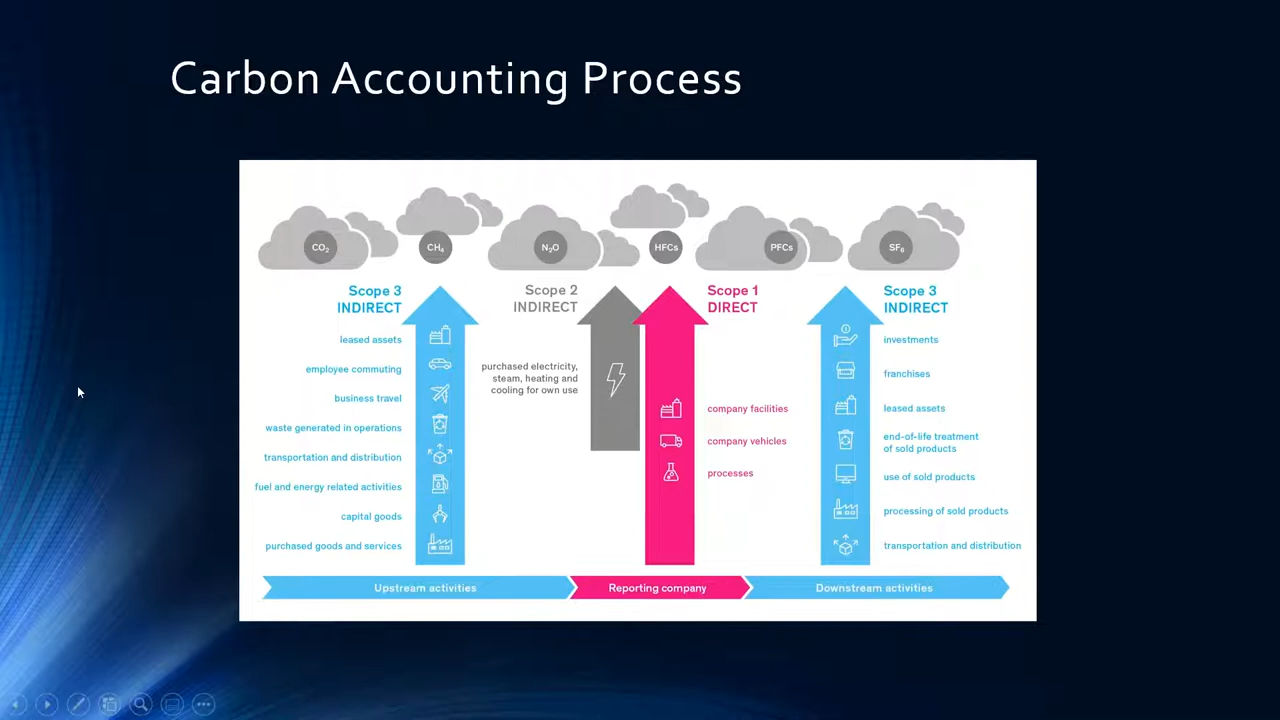 Carbon Accounting Process
CO₂
CH₄
N₂O
HFCs
PFCs
SF₆
Scope 3
INDIRECT
leased assets
employee commuting
business travel
waste generated in operations
transportation and distribution
fuel and energy related activities
capital goods
purchased goods and services
Scope 2
INDIRECT
purchased electricity,
steam, heating and
cooling for own use
Scope 1
DIRECT
company facilities
company vehicles
processes
Scope 3
INDIRECT
investments
franchises
leased assets
end-of-life treatment
of sold products
use of sold products
processing of sold products
transportation and distribution
Upstream activities
Reporting company
Downstream activities